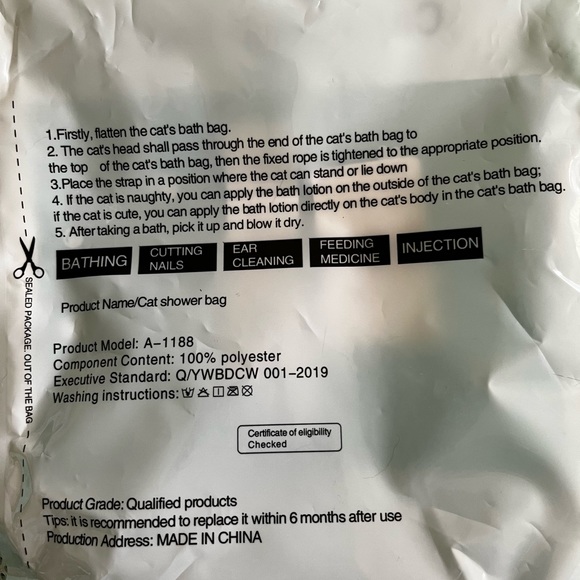 1.Firstly, flatten the cat's bath bag.
2. The cat's head shall pass through the end of the cat's bath bag to
the top of the cat's bath bag, then the fixed rope is tightened to the appropriate position.
3.Place the strap in a position where the cat can stand or lie down
4. If the cat is naughty, you can apply the bath lotion on the outside of the cat's bath bag;
if the cat is cute, you can apply the bath lotion directly on the cat's body in the cat's bath bag.
5. After taking a bath, pick it up and blow it dry.
BATHING
CUTTING
NAILS
EAR
CLEANING
FEEDING
MEDICINE
INJECTION
SEALED PACKAGE, OUT OF THE BAG
Product Name/Cat shower bag
Product Model: A-1188
Component Content: 100% polyester
Executive Standard: Q/YWBDCW 001-2019
Washing instructions:
Certificate of eligibility
Checked
Product Grade: Qualified products
Tips: it is recommended to replace it within 6 months after use
Production Address: MADE IN CHINA